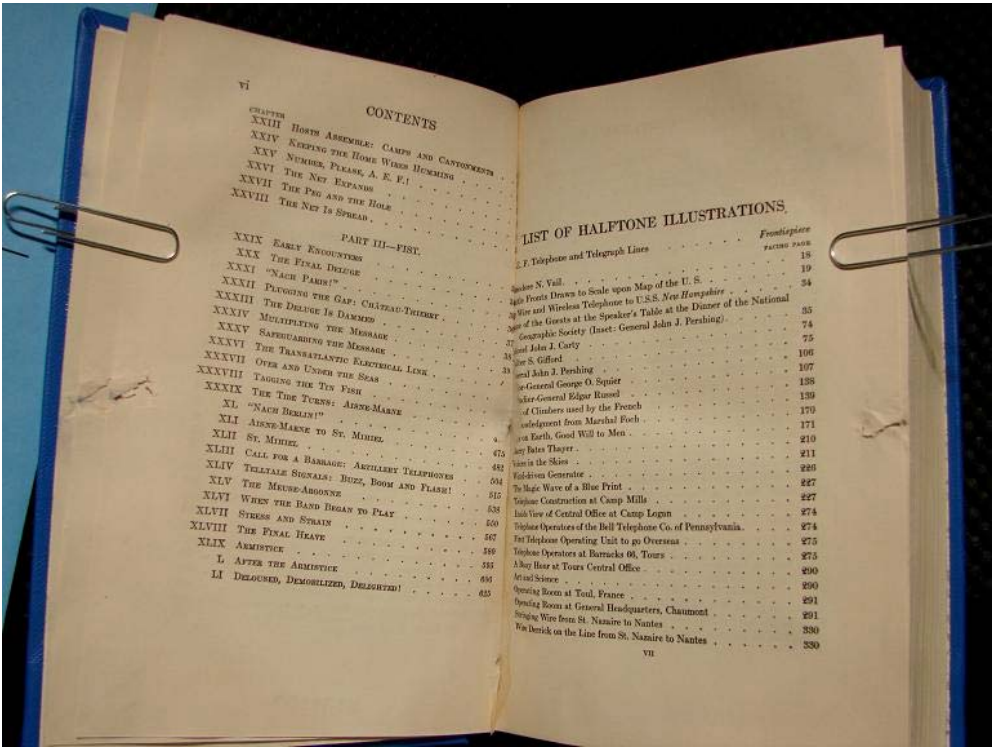 vi
CONTENTS
CHAPTER
XXIII HOSTS ASSEMBLE: CAMPS AND CANTONMENTS
XXIV KEEPING THE HOME WIRES HUMMING
XXV NUMBER, PLEASE, A. E. F.!
XXVI THE NET EXPANDS
XXVII THE PEG AND THE HOLE
XXVIII THE NET IS SPREAD
PART III—FIST.
XXIX EARLY ENCOUNTERS
XXX THE FINAL DELUGE
XXXI "NACH PARIS!"
XXXII PLUGGING THE GAP: CHÂTEAU-THIERRY
XXXIII THE DELUGE IS DAMMED
XXXIV MULTIPLYING THE MESSAGE
XXXV SAFEGUARDING THE MESSAGE
XXXVI THE TRANSATLANTIC ELECTRICAL LINK
XXXVII OVER AND UNDER THE SEAS
XXXVIII TAGGING THE TIN FISH
XXXIX THE TIDE TURNS: AISNE-MARNE
XL "NACH BERLIN!"
XLI AISNE-MARNE TO ST. MIHIEL
XLII ST. MIHIEL 475
XLIII CALL FOR A BARRAGE: ARTILLERY TELEPHONES 482
XLIV TELLTALE SIGNALS: BUZZ, BOOM AND FLASH! 504
XLV THE MEUSE-ARGONNE 515
XLVI WHEN THE BAND BEGAN TO PLAY 538
XLVII STRESS AND STRAIN 550
XLVIII THE FINAL HEAVE 567
XLIX ARMISTICE 589
L AFTER THE ARMISTICE
LI DELOUSED, DEMOBILIZED, DELIGHTED! 625
LIST OF HALFTONE ILLUSTRATIONS
E. F. Telephone and Telegraph Lines Frontispiece
FACING PAGE
N. Vail 18
Fronts Drawn to Scale upon Map of the U. S. 19
Wire and Wireless Telephone to U.S.S. New Hampshire 34
of the Guests at the Speaker's Table at the Dinner of the National
Geographic Society (Inset: General John J. Pershing) 35
John J. Carty 74
S. Gifford 75
John J. Pershing 106
General George O. Squier 107
General Edgar Russel 138
of Climbers used by the French 139
from Marshal Foch 170
on Earth, Good Will to Men 171
Bates Thayer 210
in the Skies 211
Wind-driven Generator 226
The Magic Wave of a Blue Print 227
Telephone Construction at Camp Mills 227
Inside View of Central Office at Camp Logan 274
Telephone Operators of the Bell Telephone Co. of Pennsylvania 274
First Telephone Operating Unit to go Overseas 275
Telephone Operators at Barracks 66, Tours 275
A Busy Hour at Tours Central Office 290
Art and Science 290
Operating Room at Toul, France 291
Operating Room at General Headquarters, Chaumont 291
Stringing Wire from St. Nazaire to Nantes 330
Wire Derrick on the Line from St. Nazaire to Nantes 330
VII